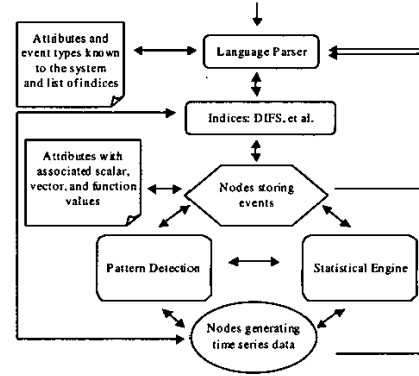 Attributes and
event types known
to the system
and list of indices
Language Parser
Indices: DIFS, et al.
Attributes with
associated scalar,
vector, and function
values
Nodes storing
events
Pattern Detection
Statistical Engine
Nodes generating
time series data